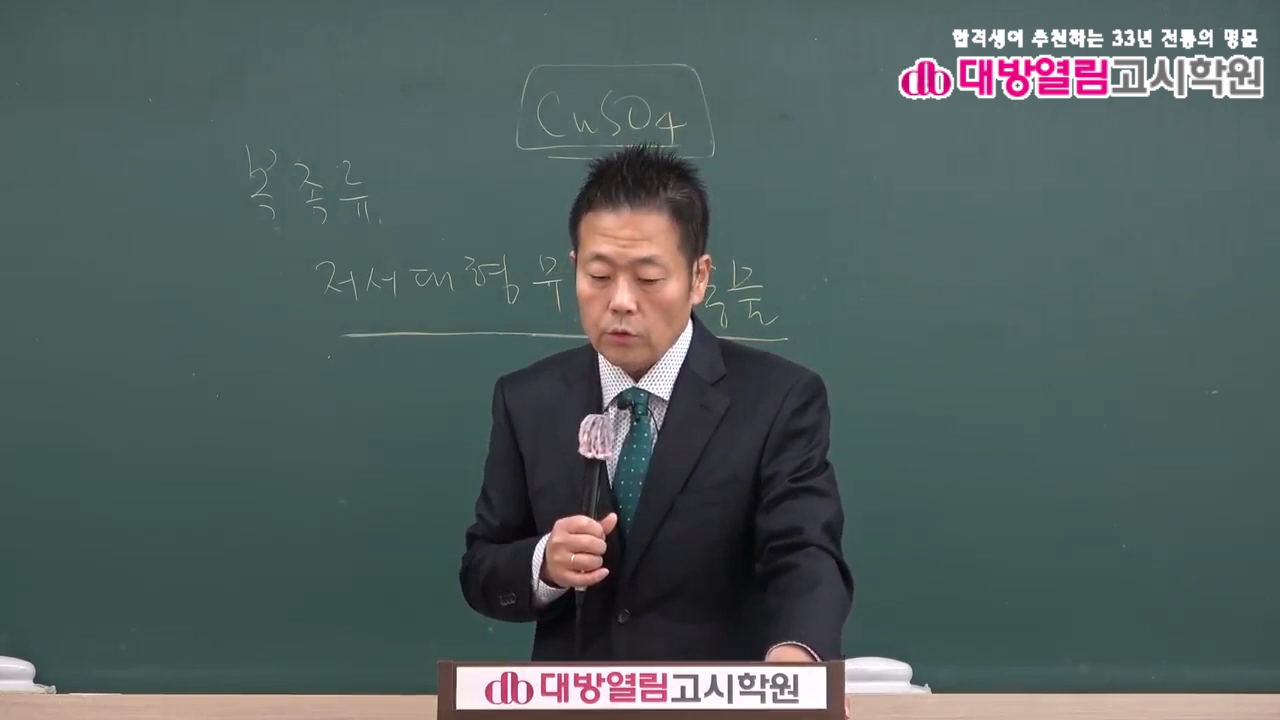 합격생이 추천하는 33년 전통의 명문
대방열림고시학원
CuSO4
복족류
저서대형무 물
대방열림고시학원